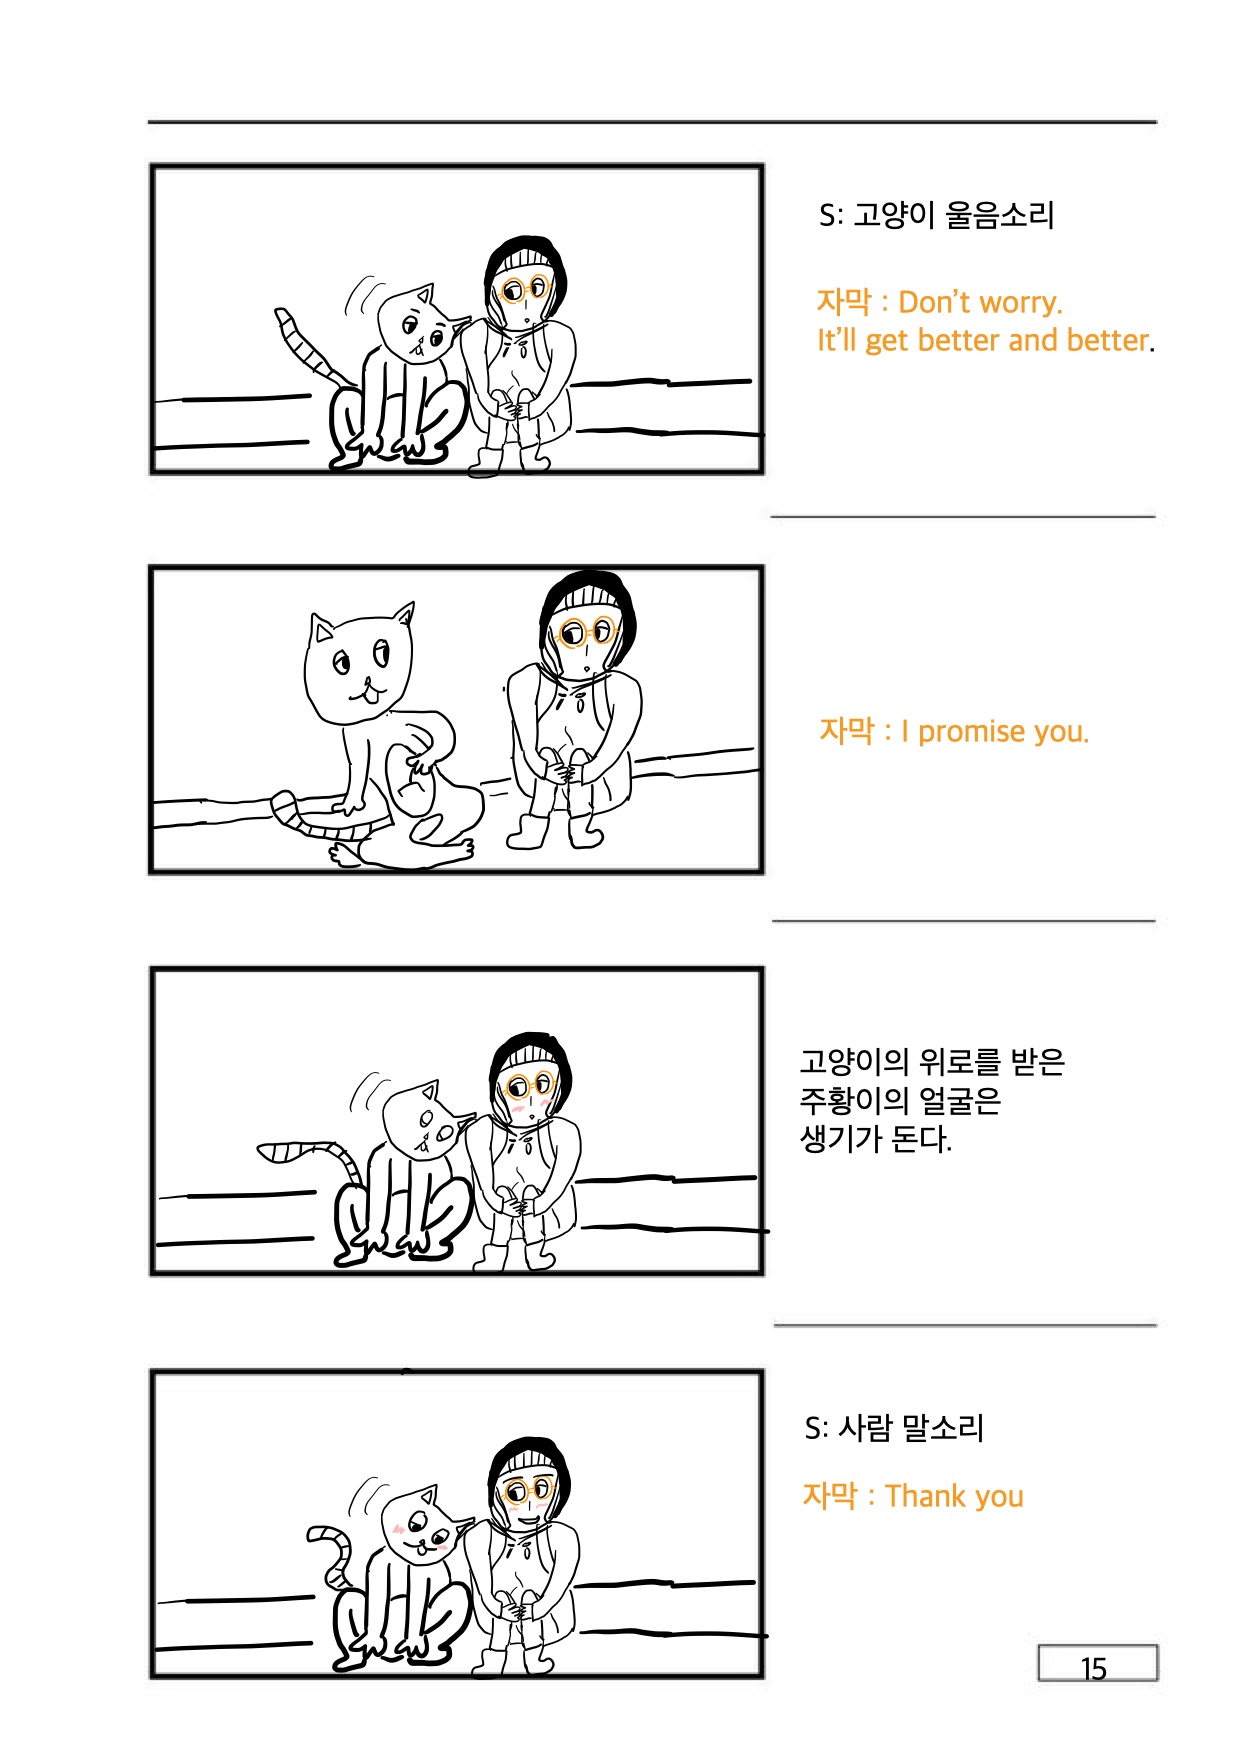 S: 고양이 울음소리
자막 : Don't worry.
It'll get better and better.
자막 : I promise you.
고양이의 위로를 받은
주황이의 얼굴은
생기가 돈다.
S: 사람 말소리
자막 : Thank you
15